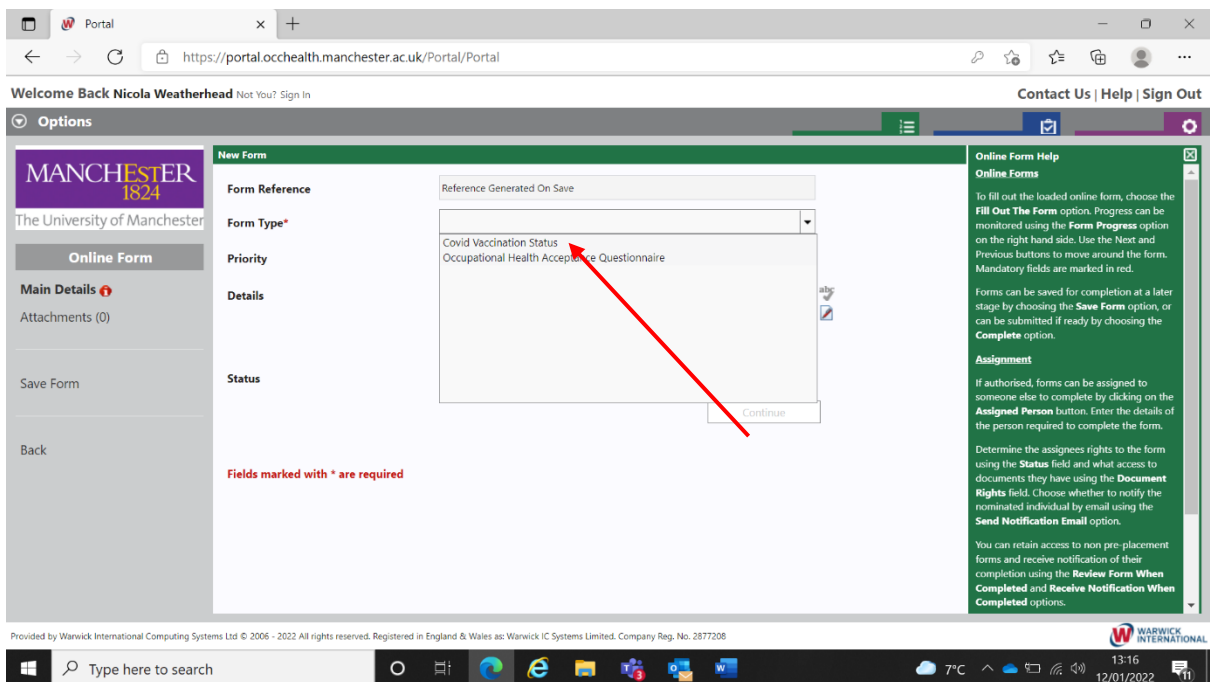 Portal
https://portal.occhealth.manchester.ac.uk/Portal/Portal
Welcome Back Nicola Weatherhead Not You? Sign In
Contact Us | Help | Sign Out
Options
MANCHESTER
1824
The University of Manchester
Online Form
Main Details
Attachments (0)
Save Form
Back
New Form
Form Reference
Reference Generated On Save
Form Type*
Covid Vaccination Status
Occupational Health Acceptance Questionnaire
Priority
Details
abc
Status
Continue
Fields marked with * are required
Online Form Help
Online Forms
To fill out the loaded online form, choose the
Fill Out The Form option. Progress can be
monitored using the Form Progress option
on the right hand side. Use the Next and
Previous buttons to move around the form.
Mandatory fields are marked in red.
Forms can be saved for completion at a later
stage by choosing the Save Form option, or
can be submitted if ready by choosing the
Complete option.
Assignment
If authorised, forms can be assigned to
someone else to complete by clicking on the
Assigned Person button. Enter the details of
the person required to complete the form.
Determine the assignees rights to the form
using the Status field and what access to
documents they have using the Document
Rights field. Choose whether to notify the
nominated individual by email using the
Send Notification Email option.
You can retain access to non pre-placement
forms and receive notification of their
completion using the Review Form When
Completed and Receive Notification When
Completed options.
Provided by Warwick International Computing Systems Ltd © 2006 - 2022 All rights reserved. Registered in England & Wales as: Warwick IC Systems Limited. Company Reg. No. 2877208
WARWICK
INTERNATIONAL
Type here to search
7°C
13:16
12/01/2022